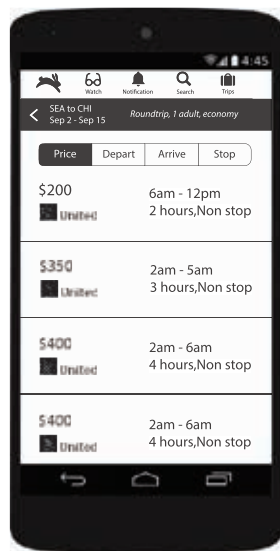 4:45
Watch Notification Search Trips
SEA to CHI
Sep 2 - Sep 15
Roundtrip, 1 adult, economy
Price Depart Arrive Stop
$200
6am - 12pm
United
2 hours,Non stop
$350
2am - 5am
United
3 hours,Non stop
$400
2am - 6am
United
4 hours,Non stop
$400
2am - 6am
United
4 hours,Non stop